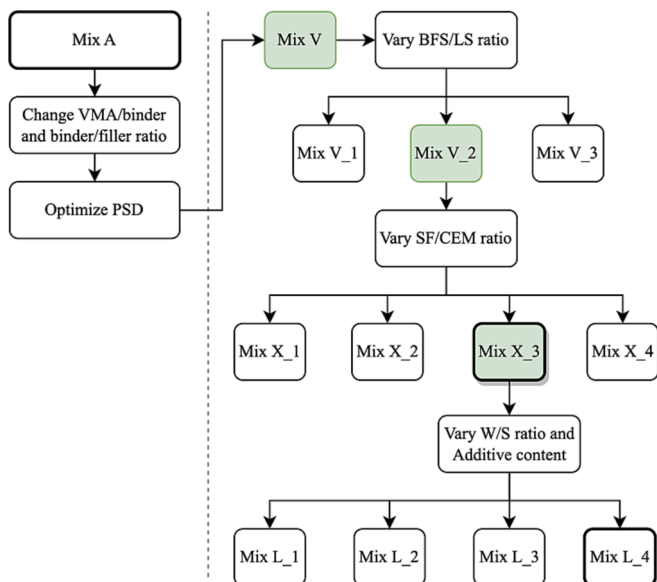 Mix A
Change VMA/binder
and binder/filler ratio
Optimize PSD
Mix V
Vary BFS/LS ratio
Mix V_1
Mix V_2
Mix V_3
Vary SF/CEM ratio
Mix X_1
Mix X_2
Mix X_3
Mix X_4
Vary W/S ratio and
Additive content
Mix L_1
Mix L_2
Mix L_3
Mix L_4